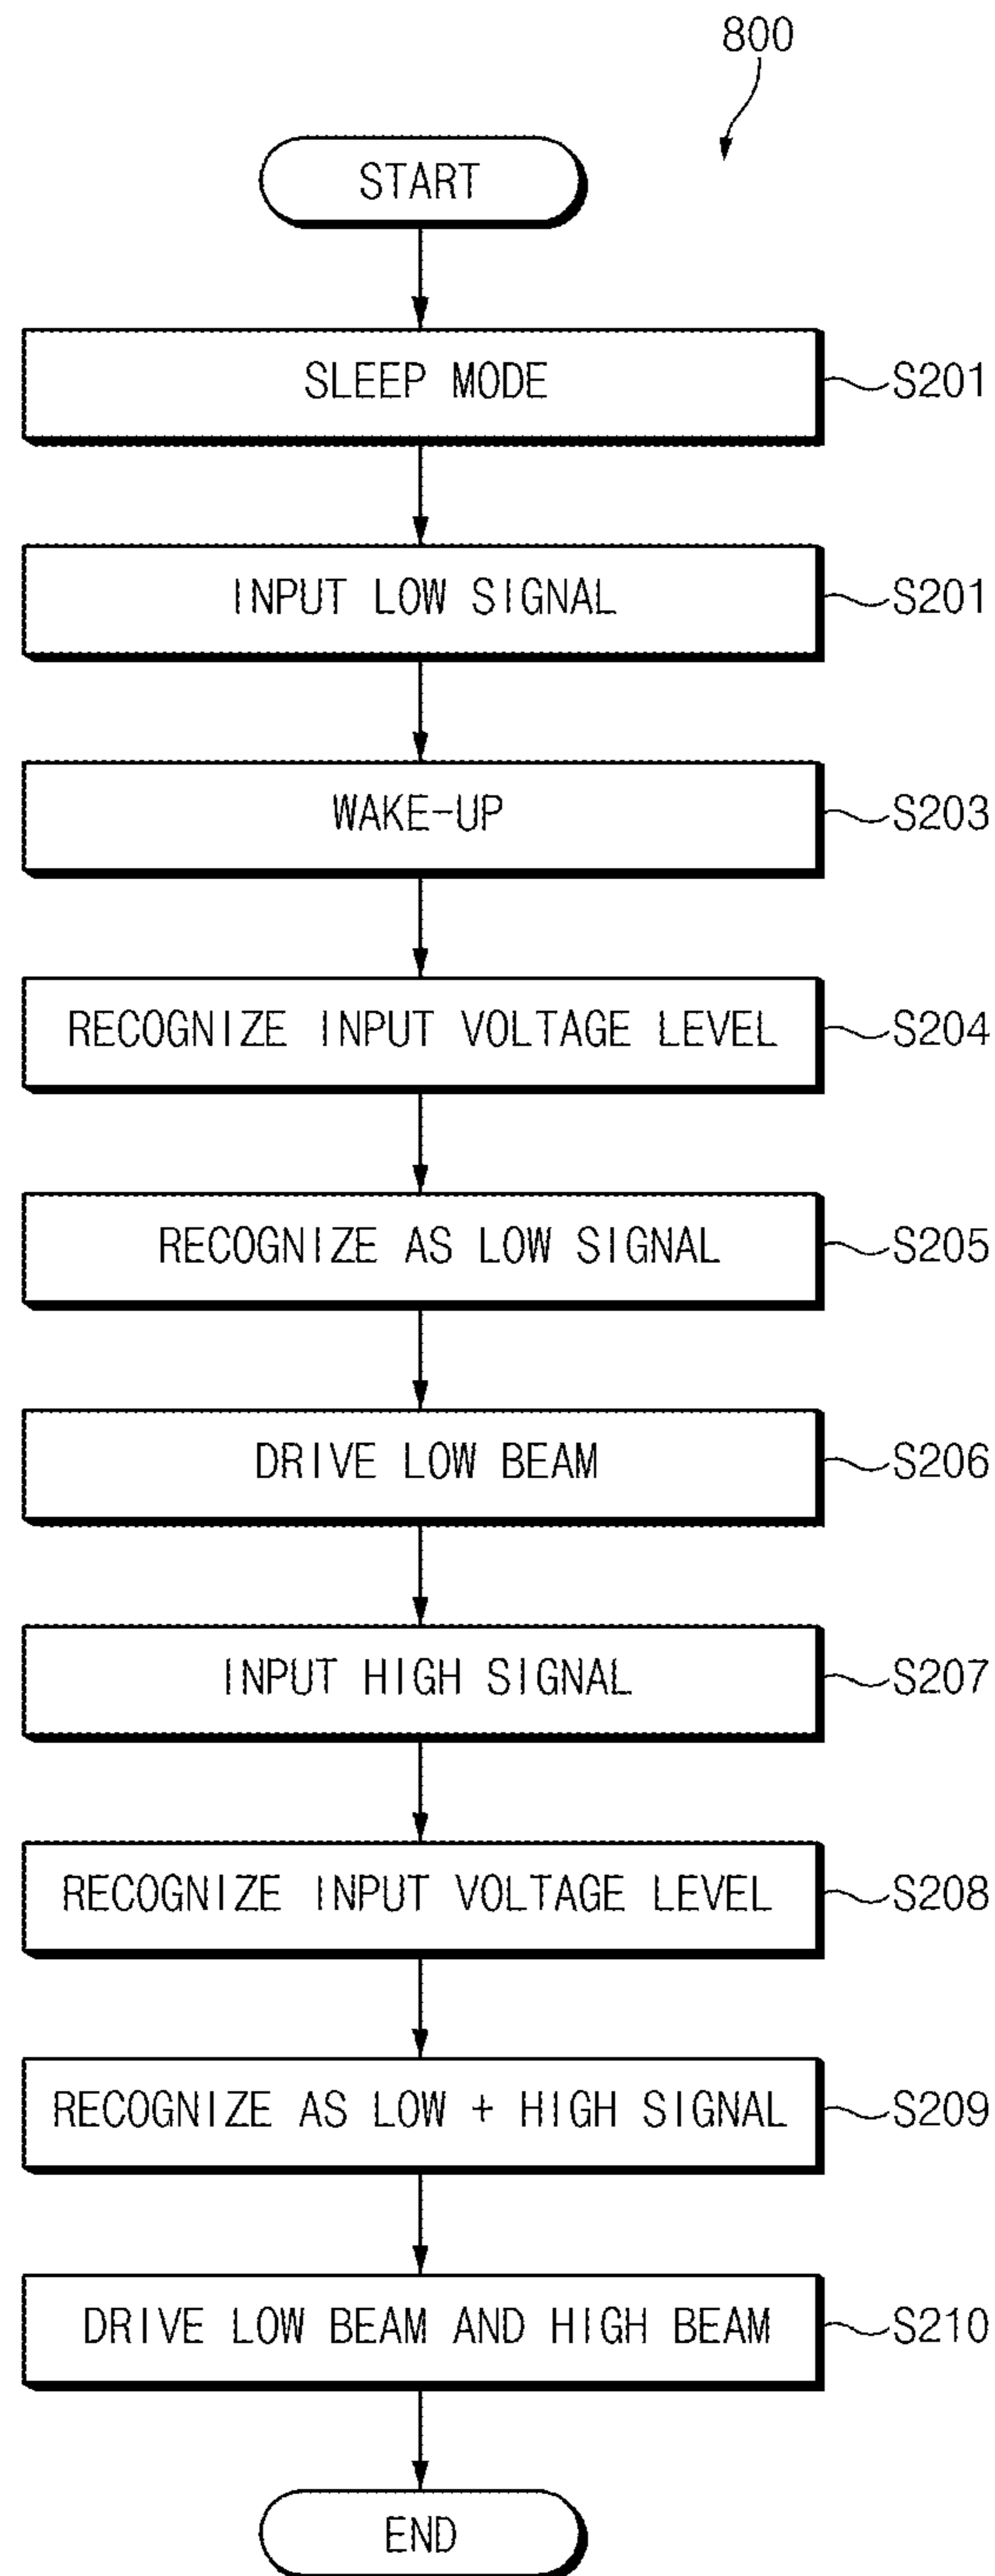 800
START
SLEEP MODE S201
INPUT LOW SIGNAL S201
WAKE-UP S203
RECOGNIZE INPUT VOLTAGE LEVEL S204
RECOGNIZE AS LOW SIGNAL S205
DRIVE LOW BEAM S206
INPUT HIGH SIGNAL S207
RECOGNIZE INPUT VOLTAGE LEVEL S208
RECOGNIZE AS LOW + HIGH SIGNAL S209
DRIVE LOW BEAM AND HIGH BEAM S210
END